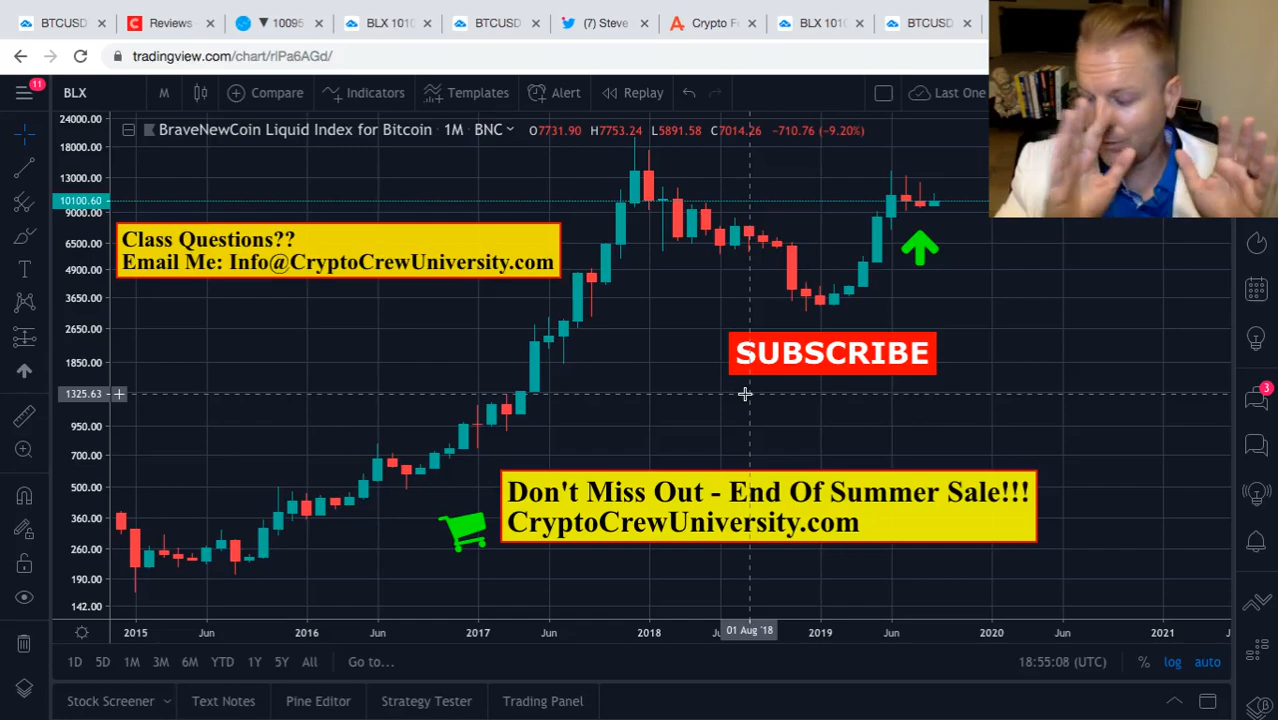 BTCUSD
Reviews -
▼ 10095
BLX 1010
BTCUSD
(7) Steve
Crypto F
BLX 1010
BTCUSD
tradingview.com/chart/rlPa6AGd/
11
BLX
M
Compare
Indicators
Templates
Alert
Replay
Last One
BraveNewCoin Liquid Index for Bitcoin 1M BNC O7731.90 H7753.24 L5891.58 C7014.26 -710.76 (-9.20%)
24000.00
18000.00
13000.00
10100.60
9000.00
6500.00
4900.00
3650.00
2650.00
1850.00
1325.63
950.00
700.00
500.00
360.00
260.00
190.00
142.00
Class Questions??
Email Me: Info@CryptoCrewUniversity.com
SUBSCRIBE
Don't Miss Out - End Of Summer Sale!!!
CryptoCrewUniversity.com
3
2015 Jun 2016 Jun 2017 Jun 2018 01 Aug '18 2019 Jun 2020 Jun 2021
1D 5D 1M 3M 6M YTD 1Y 5Y All Go to... 18:55:08 (UTC) % log auto
Stock Screener Text Notes Pine Editor Strategy Tester Trading Panel